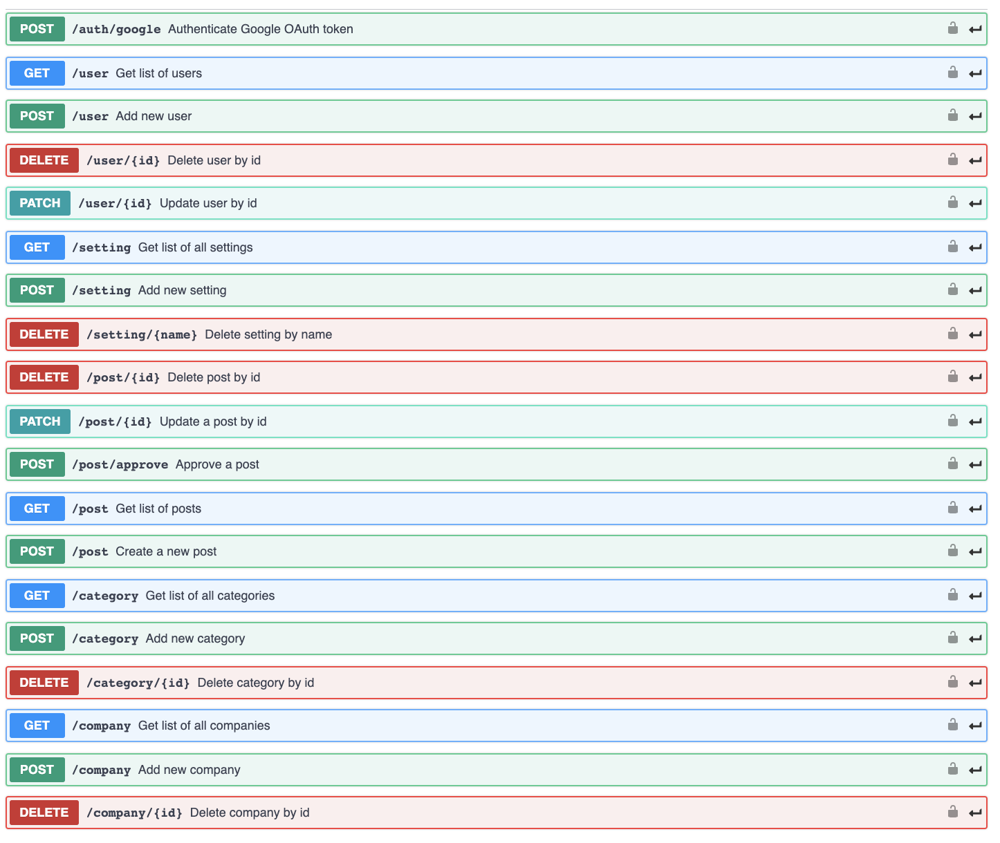 POST /auth/google Authenticate Google OAuth token
GET /user Get list of users
POST /user Add new user
DELETE /user/{id} Delete user by id
PATCH /user/{id} Update user by id
GET /setting Get list of all settings
POST /setting Add new setting
DELETE /setting/{name} Delete setting by name
DELETE /post/{id} Delete post by id
PATCH /post/{id} Update a post by id
POST /post/approve Approve a post
GET /post Get list of posts
POST /post Create a new post
GET /category Get list of all categories
POST /category Add new category
DELETE /category/{id} Delete category by id
GET /company Get list of all companies
POST /company Add new company
DELETE /company/{id} Delete company by id